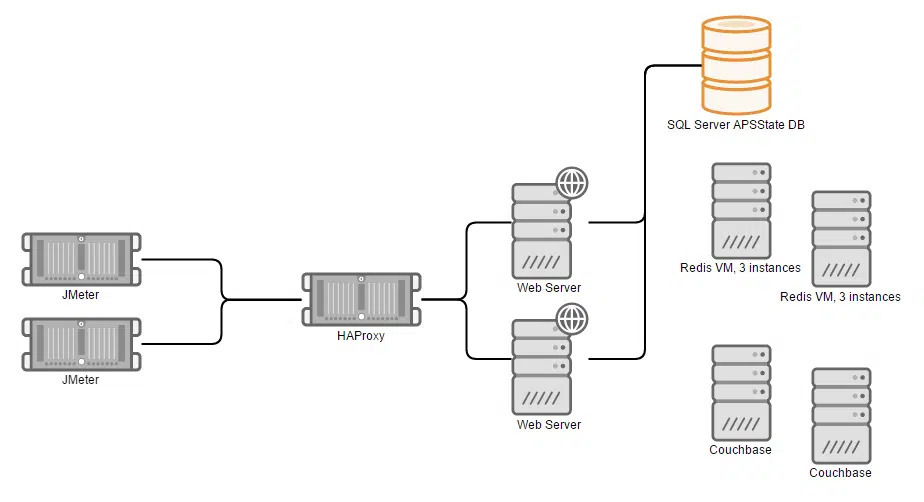 SQL Server APSState DB
Redis VM, 3 instances
Redis VM, 3 instances
Web Server
JMeter
HAProxy
JMeter
Web Server
Couchbase
Couchbase